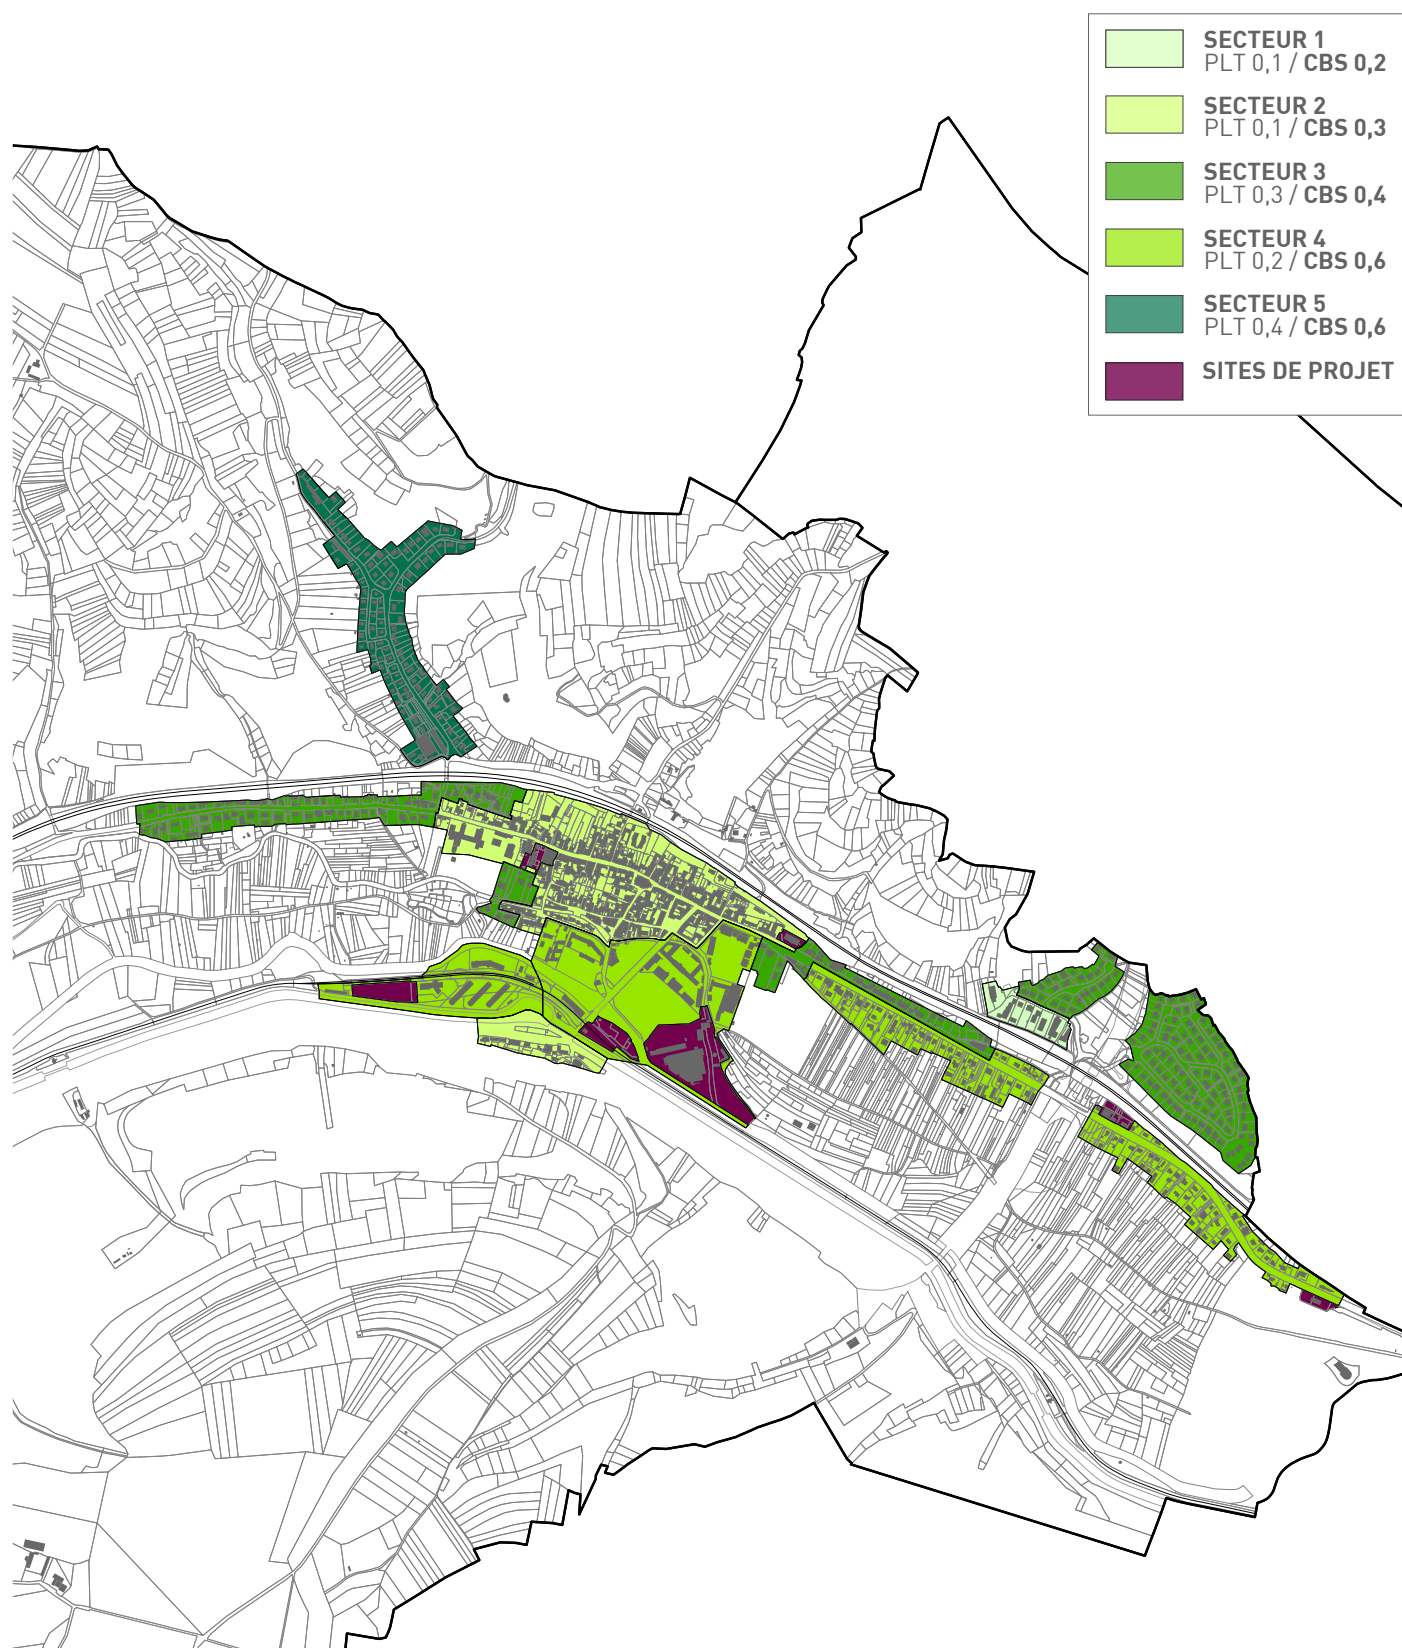 SECTEUR 1
PLT 0,1 / CBS 0,2
SECTEUR 2
PLT 0,1 / CBS 0,3
SECTEUR 3
PLT 0,3 / CBS 0,4
SECTEUR 4
PLT 0,2 / CBS 0,6
SECTEUR 5
PLT 0,4 / CBS 0,6
SITES DE PROJET